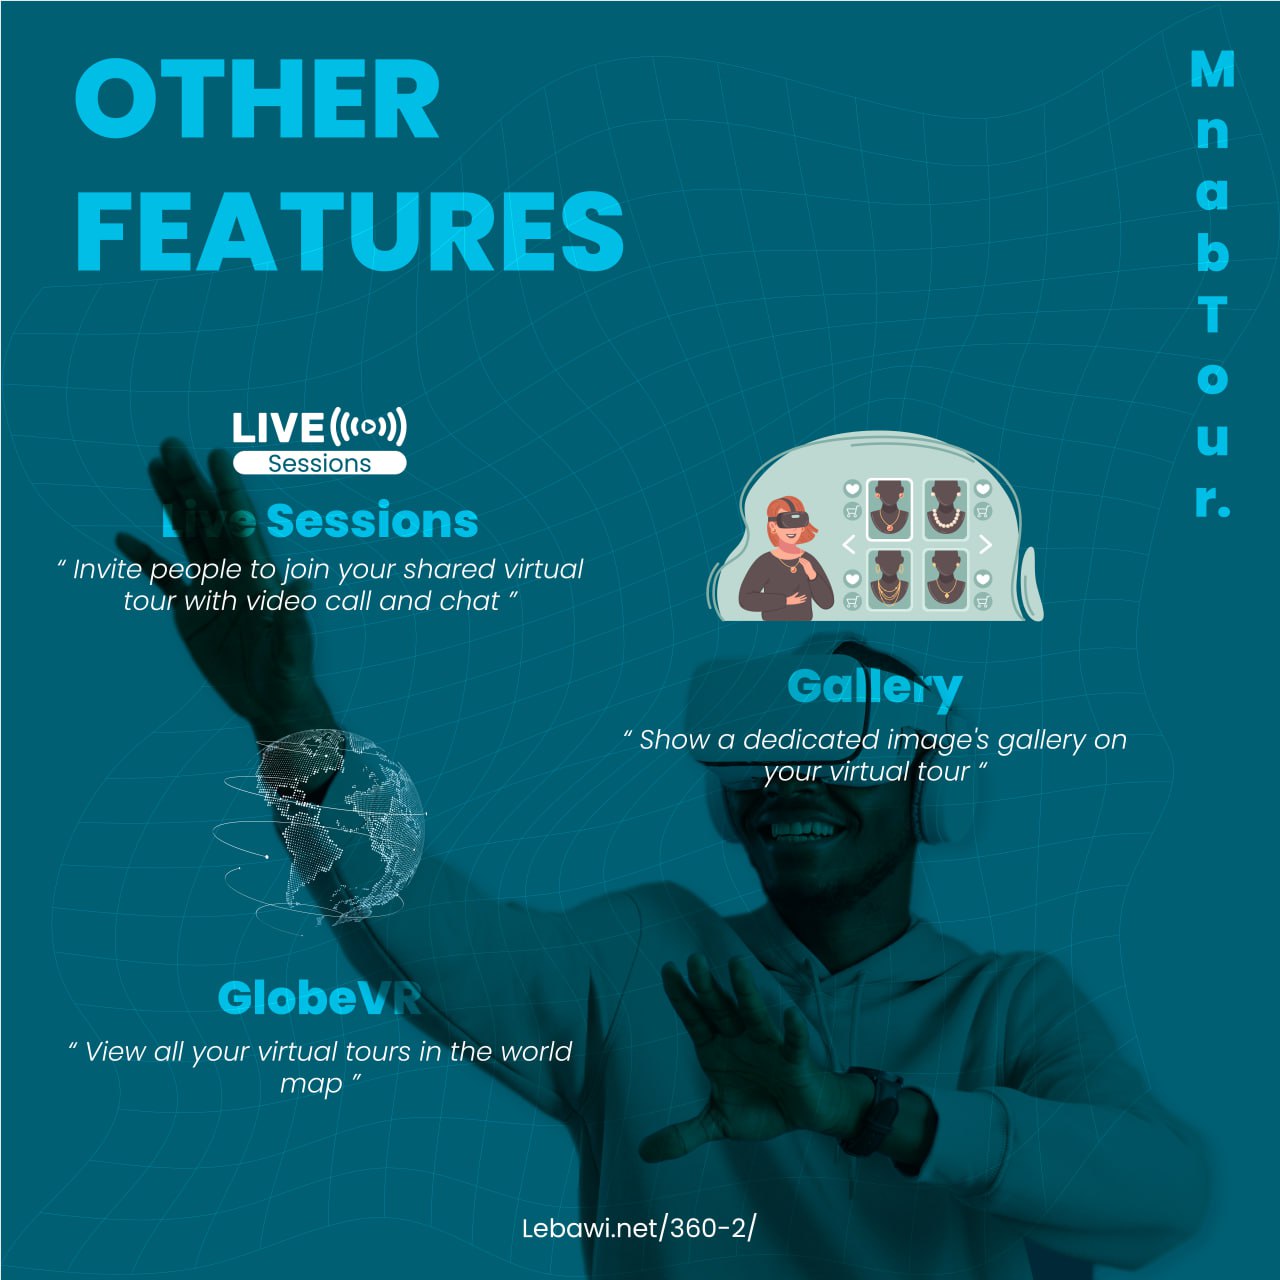 OTHER
FEATURES
MnabTour.
LIVE
Sessions
Live Sessions
“ Invite people to join your shared virtual
tour with video call and chat ”
Gallery
“ Show a dedicated image's gallery on
your virtual tour “
GlobeVR
“ View all your virtual tours in the world
map ”
Lebawi.net/360-2/